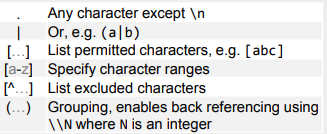 . Any character except \n
| Or, e.g. (a|b)
[…] List permitted characters, e.g. [abc]
[a-z] Specify character ranges
[^…] List excluded characters
(…) Grouping, enables back referencing using
\\N where N is an integer